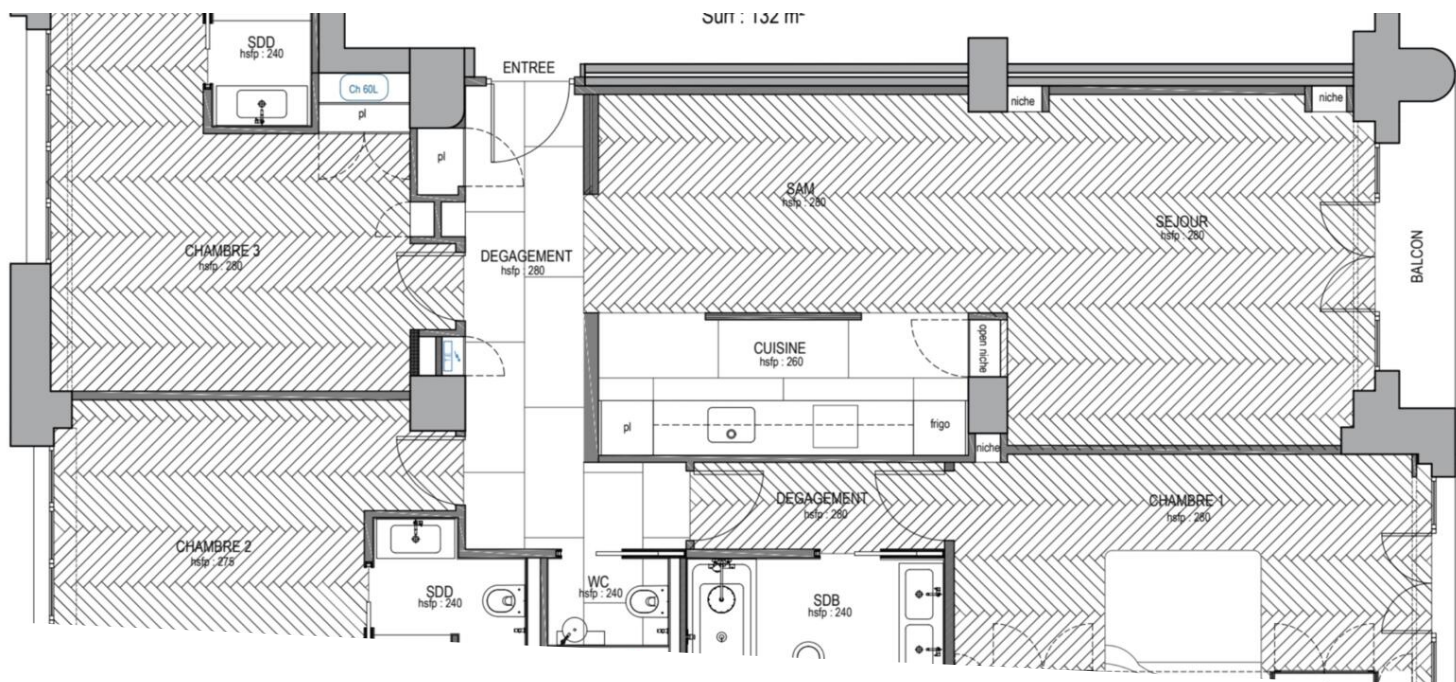 Surf : 132 m²
SDD
hsfp : 240
ENTREE
Ch 60L
pl
niche
niche
pl
SAM
hsfp : 280
SEJOUR
hsfp : 280
CHAMBRE 3
hsfp : 280
DEGAGEMENT
hsfp : 280
BALCON
CUISINE
hsfp : 260
open niche
pl
frigo
niche
DEGAGEMENT
hsfp : 280
CHAMBRE 1
hsfp : 280
CHAMBRE 2
hsfp : 275
SDD
hsfp : 240
WC
hsfp : 240
SDB
hsfp : 240